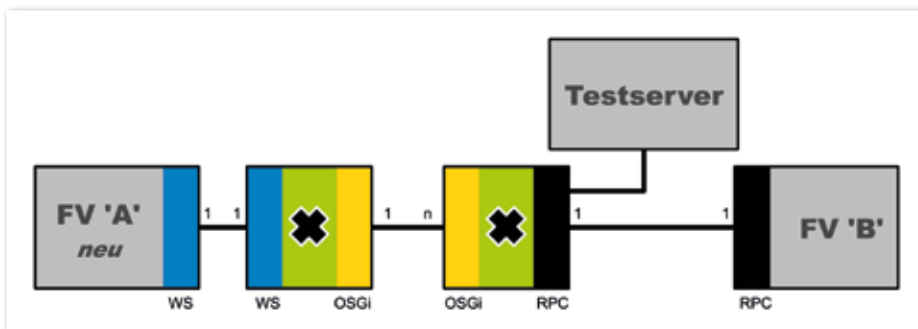 Testserver
FV 'A'
neu
1 1
1 n
1 1
FV 'B'
WS
WS OSGi
OSGi RPC
RPC